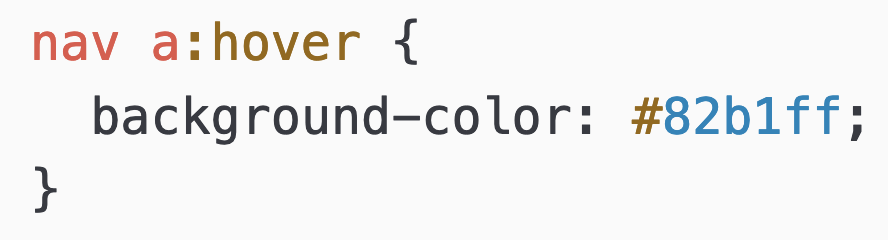 nav a:hover {
  background-color: #82b1ff;
}